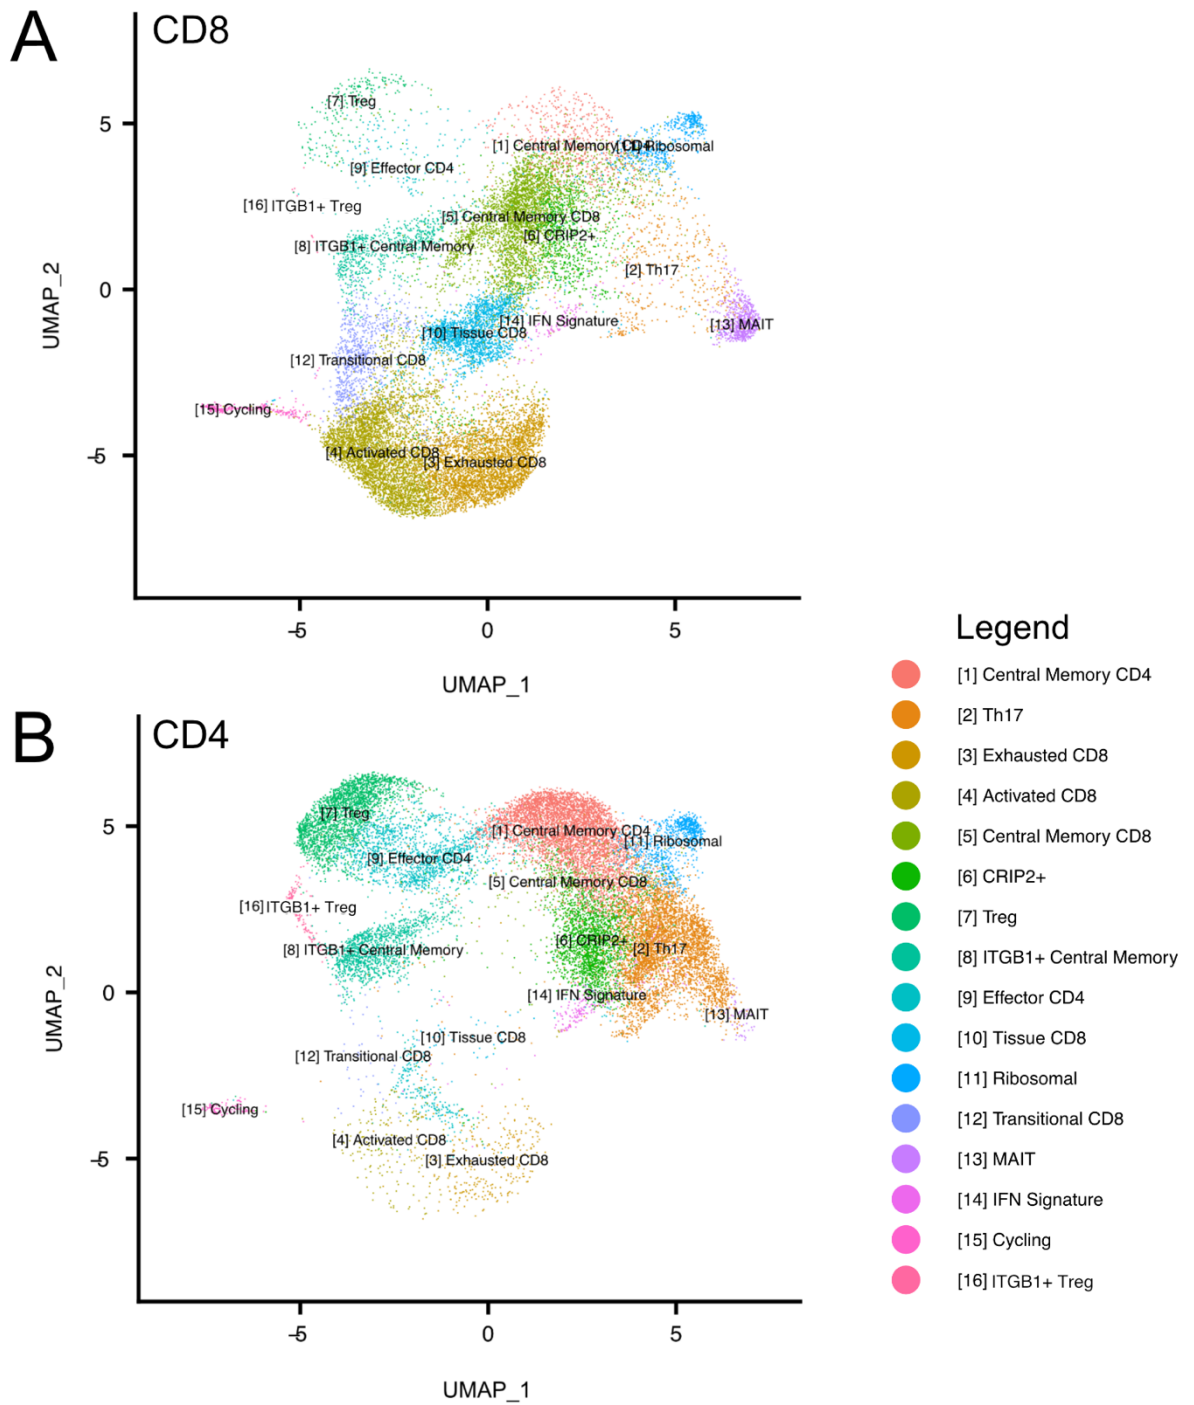 A
CD8
[7] Treg
[1] Central Memory CD4
[11] Ribosomal
[9] Effector CD4
[16] ITGB1+ Treg
[5] Central Memory CD8
[6] CRIP2+
[8] ITGB1+ Central Memory
[2] Th17
[14] IFN Signature
[13] MAIT
[10] Tissue CD8
[12] Transitional CD8
[15] Cycling
[4] Activated CD8
[3] Exhausted CD8
5
0
-5
UMAP_2
-5
0
5
UMAP_1
B
CD4
[7] Treg
[1] Central Memory CD4
[11] Ribosomal
[9] Effector CD4
[5] Central Memory CD8
[16] ITGB1+ Treg
[6] CRIP2+
[2] Th17
[8] ITGB1+ Central Memory
[14] IFN Signature
[13] MAIT
[10] Tissue CD8
[12] Transitional CD8
[15] Cycling
[4] Activated CD8
[3] Exhausted CD8
5
0
-5
UMAP_2
-5
0
5
UMAP_1
Legend
[1] Central Memory CD4
[2] Th17
[3] Exhausted CD8
[4] Activated CD8
[5] Central Memory CD8
[6] CRIP2+
[7] Treg
[8] ITGB1+ Central Memory
[9] Effector CD4
[10] Tissue CD8
[11] Ribosomal
[12] Transitional CD8
[13] MAIT
[14] IFN Signature
[15] Cycling
[16] ITGB1+ Treg